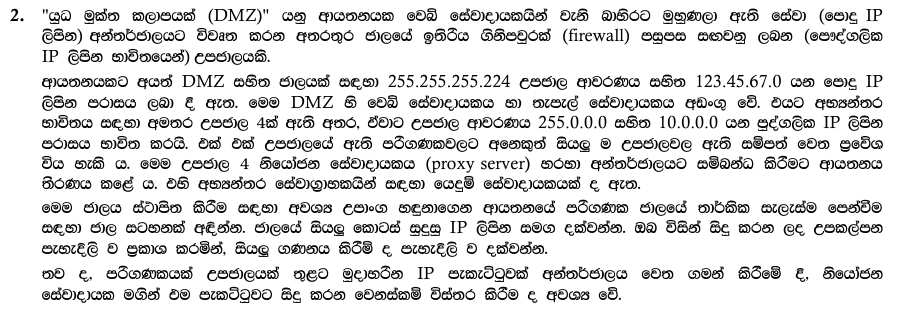 2. "යුධ මුක්ත කලාපයක් (DMZ)" යනු ආයතනයක වෙබ් සේවාදායකයින් වැනි බාහිරට මුහුණලා ඇති සේවා (පොදු IP
ලිපින) අන්තර්ජාලයට විවෘත කරන අතරතුර ජාලයේ ඉතිරිය ගිනිපවුරක් (firewall) පසුපස සඟවනු ලබන (පෞද්ගලික
IP ලිපින භාවිතයෙන්) උපජාලයකි.
ආයතනයකට අයත් DMZ සහිත ජාලයක් සඳහා 255.255.255.224 උපජාල ආවරණය සහිත 123.45.67.0 යන පොදු IP
ලිපින පරාසය ලබා දී ඇත. මෙම DMZ හි වෙබ් සේවාදායකය හා තැපැල් සේවාදායකය අඩංගු වේ. එයට අභ්‍යන්තර
භාවිතය සඳහා අමතර උපජාල 4ක් ඇති අතර, ඒවාට උපජාල ආවරණය 255.0.0.0 සහිත 10.0.0.0 යන පුද්ගලික IP ලිපින
පරාසය භාවිත කරයි. එක් එක් උපජාලයේ ඇති පරිගණකවලට අනෙකුත් සියලු ම උපජාලවල ඇති සම්පත් වෙත ප්‍රවේශ
විය හැකි ය. මෙම උපජාල 4 නියෝජන සේවාදායකය (proxy server) හරහා අන්තර්ජාලයට සම්බන්ධ කිරීමට ආයතනය
තීරණය කළේ ය. එහි අභ්‍යන්තර සේවාග්‍රාහකයින් සඳහා යෙදුම් සේවාදායකයක් ද ඇත.
මෙම ජාලය ස්ථාපිත කිරීම සඳහා අවශ්‍ය උපාංග හඳුනාගෙන ආයතනයේ පරිගණක ජාලයේ තාර්කික සැලැස්ම පෙන්වීම
සඳහා ජාල සටහනක් අඳින්න. ජාලයේ සියලු කොටස් සුදුසු IP ලිපින සමග දක්වන්න. ඔබ විසින් සිදු කරන ලද උපකල්පන
පැහැදිලි ව ප්‍රකාශ කරමින්, සියලු ගණනය කිරීම් ද පැහැදිලි ව දක්වන්න.
තව ද, පරිගණකයක් උපජාලයක් තුළට මුදාහරින IP පැකැට්ටුවක් අන්තර්ජාලය වෙත ගමන් කිරීමේ දී, නියෝජන
සේවාදායක මගින් එම පැකට්ටුවට සිදු කරන වෙනස්කම් විස්තර කිරීම ද අවශ්‍ය වේ.